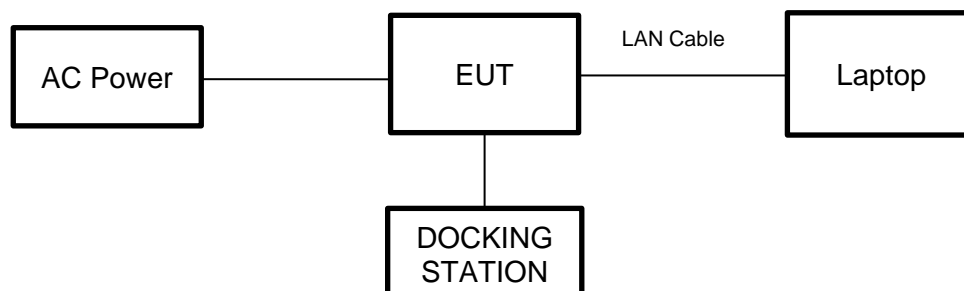 AC Power
EUT
LAN Cable
Laptop
DOCKING
STATION